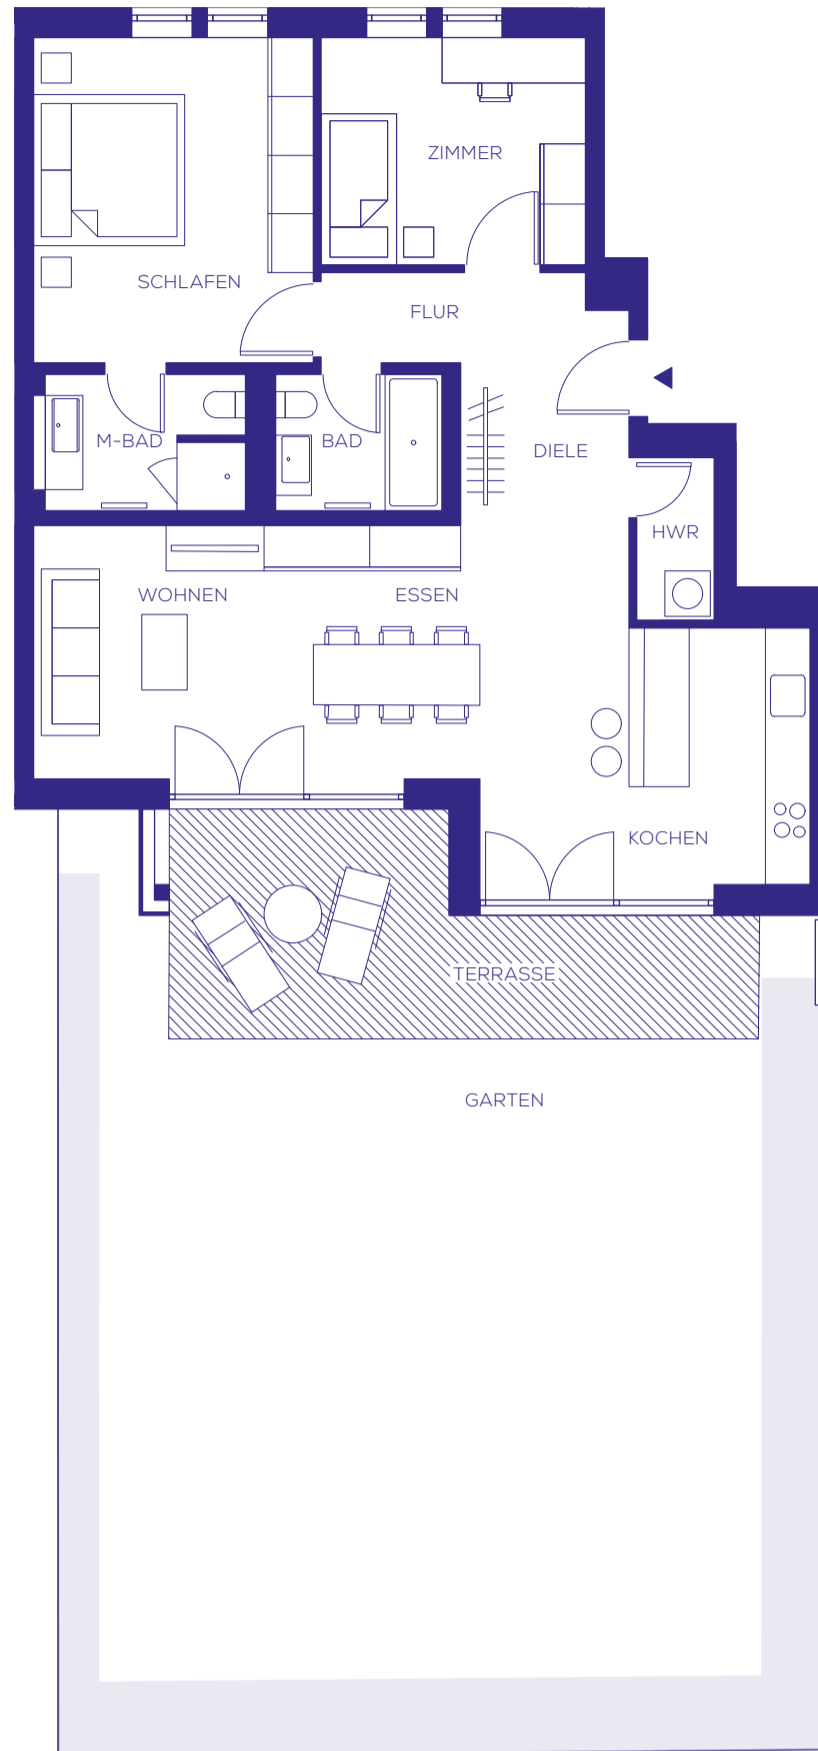 ZIMMER
SCHLAFEN
FLUR
M-BAD
BAD
DIELE
HWR
WOHNEN
ESSEN
KOCHEN
TERRASSE
GARTEN